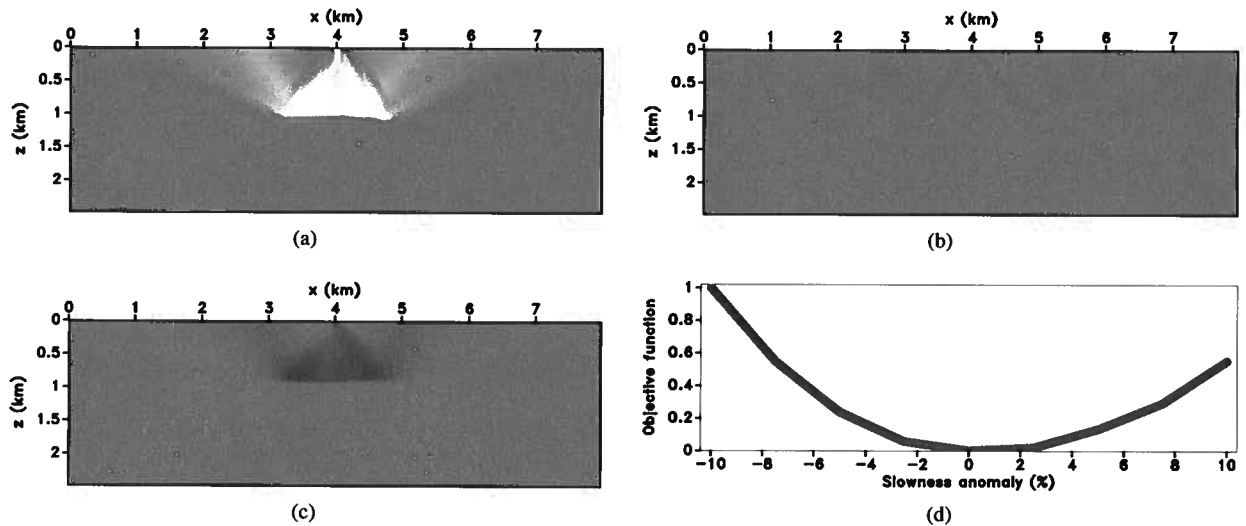 x (km)
0 1 2 3 4 5 6 7
0
0.5
1
1.5
2
z (km)
(a)
x (km)
0 1 2 3 4 5 6 7
0
0.5
1
1.5
2
z (km)
(b)
x (km)
0 1 2 3 4 5 6 7
0
0.5
1
1.5
2
z (km)
(c)
1
0.8
0.6
0.4
0.2
0
Objective function
-10 -8 -6 -4 -2 0 2 4 6 8 10
Slowness anomaly (%)
(d)